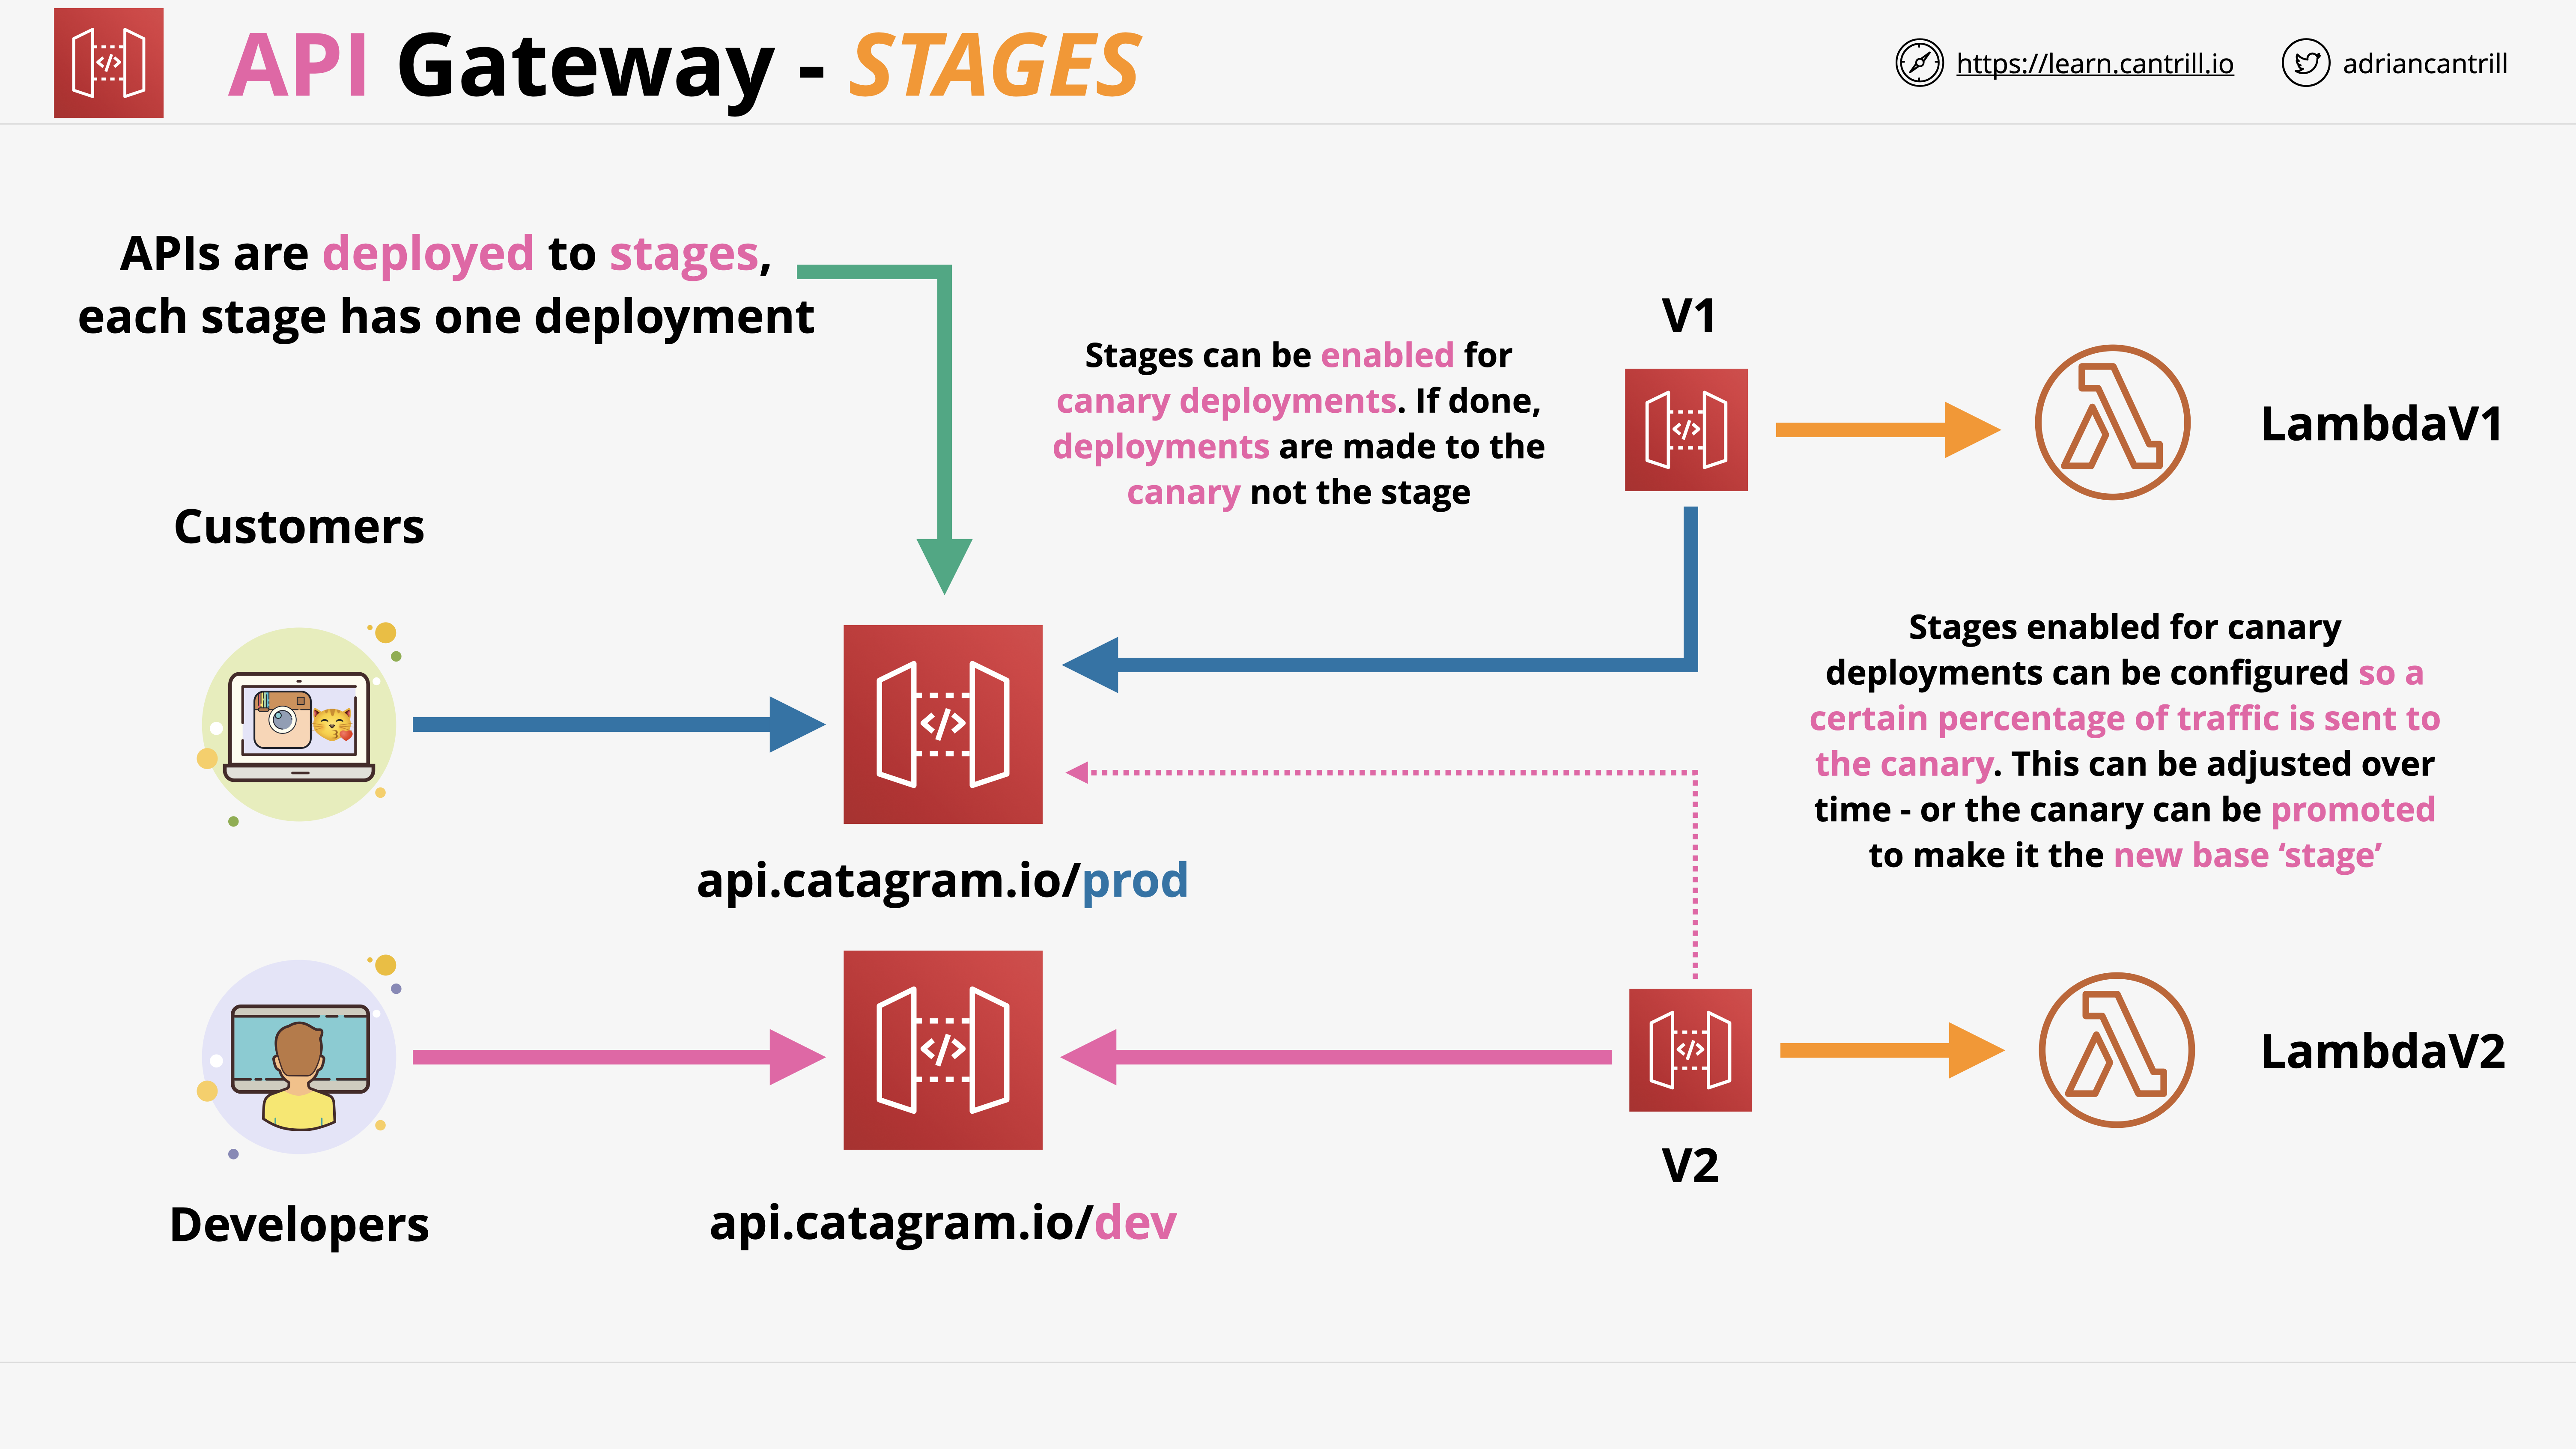 API Gateway - STAGES
https://learn.cantrill.io
adriancantrill
APIs are deployed to stages,
each stage has one deployment
Stages can be enabled for
canary deployments. If done,
deployments are made to the
canary not the stage
V1
</>
LambdaV1
Customers
</>
api.catagram.io/prod
Stages enabled for canary
deployments can be configured so a
certain percentage of traffic is sent to
the canary. This can be adjusted over
time - or the canary can be promoted
to make it the new base ‘stage’
Developers
</>
api.catagram.io/dev
</>
V2
LambdaV2